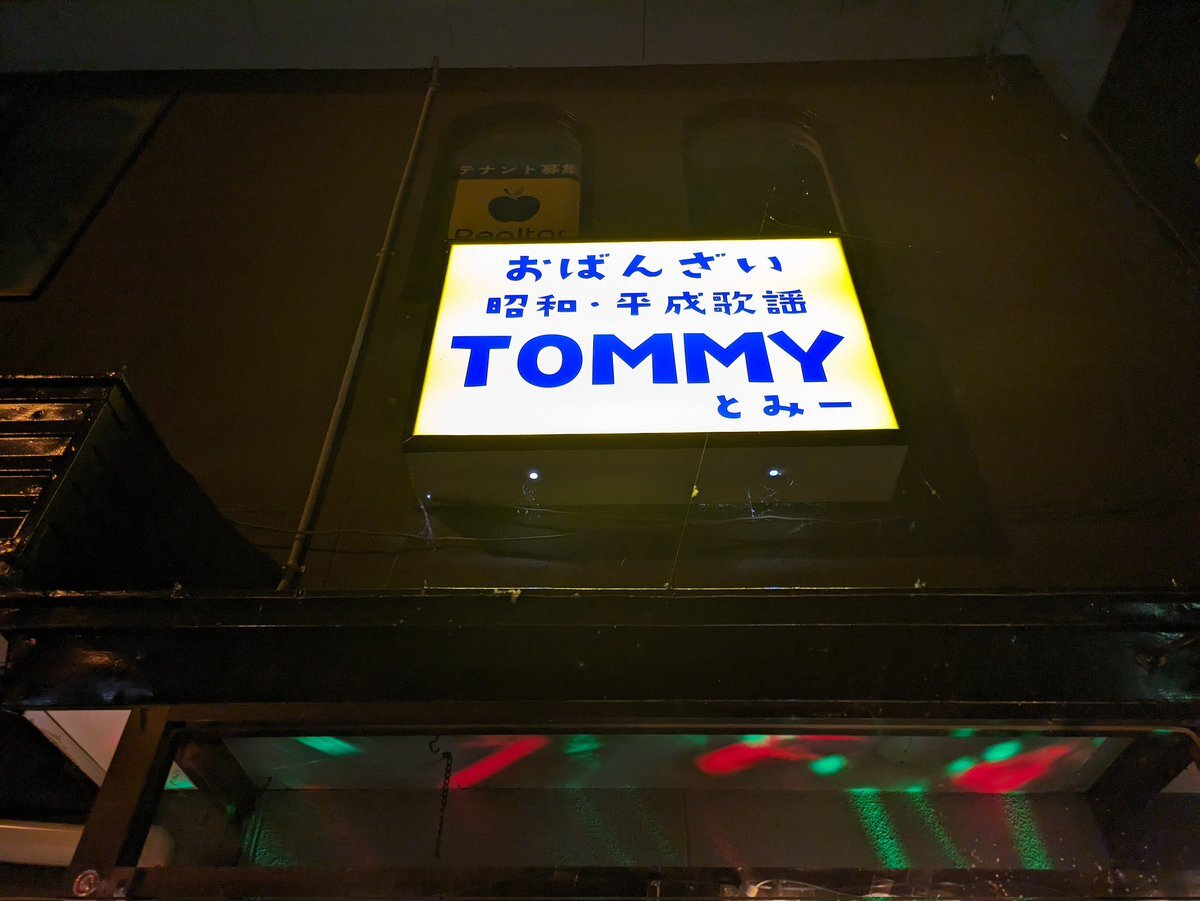 テナント募集
Realtor
おばんざい
昭和・平成歌謡
TOMMY
とみー